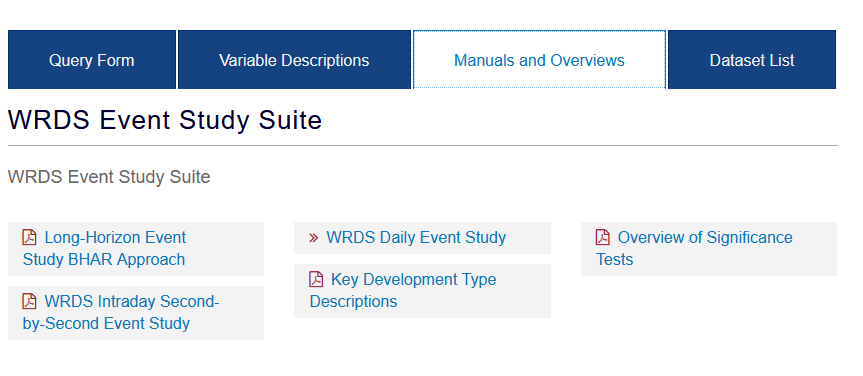 Query Form
Variable Descriptions
Manuals and Overviews
Dataset List
WRDS Event Study Suite
WRDS Event Study Suite
Long-Horizon Event
Study BHAR Approach
WRDS Intraday Second-
by-Second Event Study
» WRDS Daily Event Study
Key Development Type
Descriptions
Overview of Significance
Tests